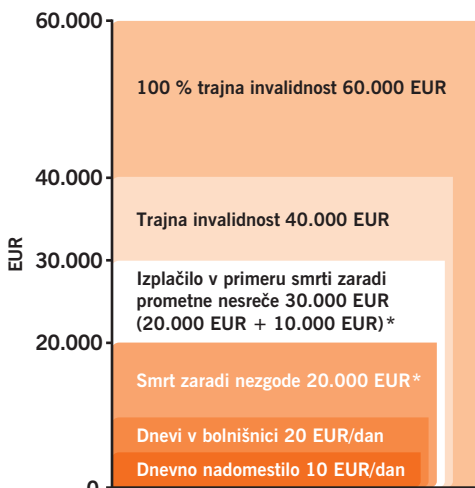 60.000
100 % trajna invalidnost 60.000 EUR
40.000
Trajna invalidnost 40.000 EUR
EUR
30.000
Izplačilo v primeru smrti zaradi
prometne nesreče 30.000 EUR
(20.000 EUR + 10.000 EUR)*
20.000
Smrt zaradi nezgode 20.000 EUR*
Dnevi v bolnišnici 20 EUR/dan
Dnevno nadomestilo 10 EUR/dan
0